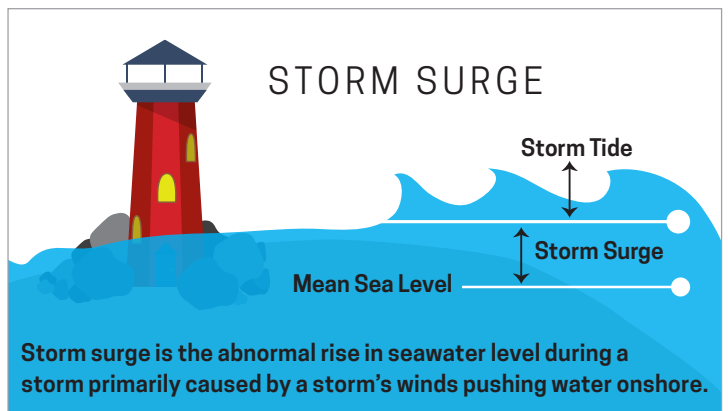 STORM SURGE
Storm Tide
Storm Surge
Mean Sea Level
Storm surge is the abnormal rise in seawater level during a
storm primarily caused by a storm’s winds pushing water onshore.